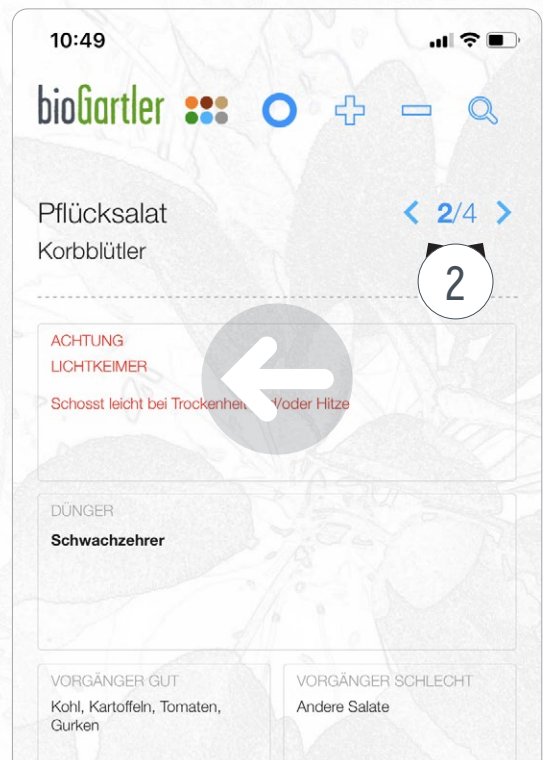 10:49
bioGartler
Pflücksalat
2/4
Korbblütler
2
ACHTUNG
LICHTKEIMER
Schosst leicht bei Trockenheit d/oder Hitze
DÜNGER
Schwachzehrer
VORGÄNGER GUT
VORGÄNGER SCHLECHT
Kohl, Kartoffeln, Tomaten,
Andere Salate
Gurken